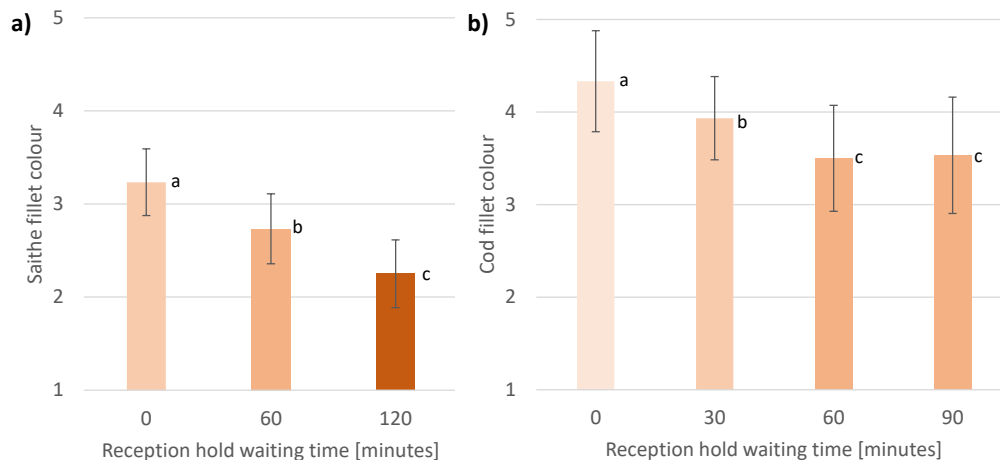 a)
Saithe fillet colour
5
4
3
2
1
a
b
c
0 60 120
Reception hold waiting time [minutes]
b)
Cod fillet colour
5
4
3
2
1
a
b
c
c
0 30 60 90
Reception hold waiting time [minutes]